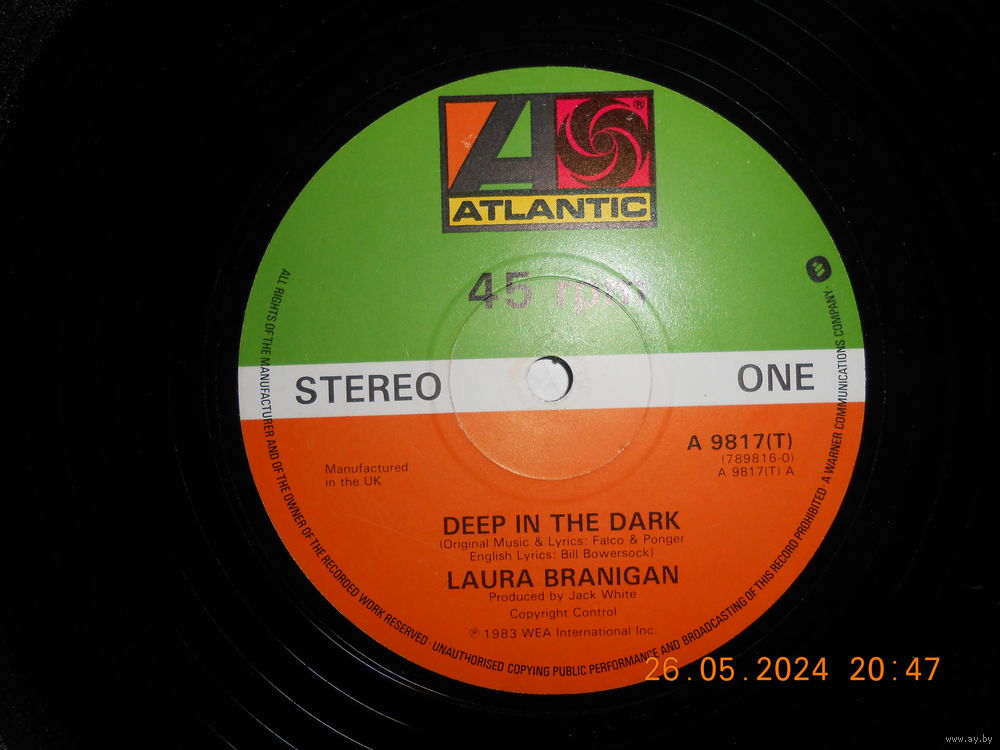 A
®
ATLANTIC
45 rpm
STEREO
ONE
A 9817(T)
(789816-0)
A 9817(T) A
Manufactured
in the UK
DEEP IN THE DARK
(Original Music & Lyrics: Falco & Ponger
English Lyrics: Bill Bowersock)
LAURA BRANIGAN
Produced by Jack White
Copyright Control
℗ 1983 WEA International Inc.
ALL RIGHTS OF THE MANUFACTURER AND OF THE OWNER OF THE RECORDED WORK RESERVED · UNAUTHORISED COPYING PUBLIC PERFORMANCE AND BROADCASTING OF THIS RECORD PROHIBITED · A WARNER COMMUNICATIONS COMPANY ·
26.05.2024 20:47
www.ay.by